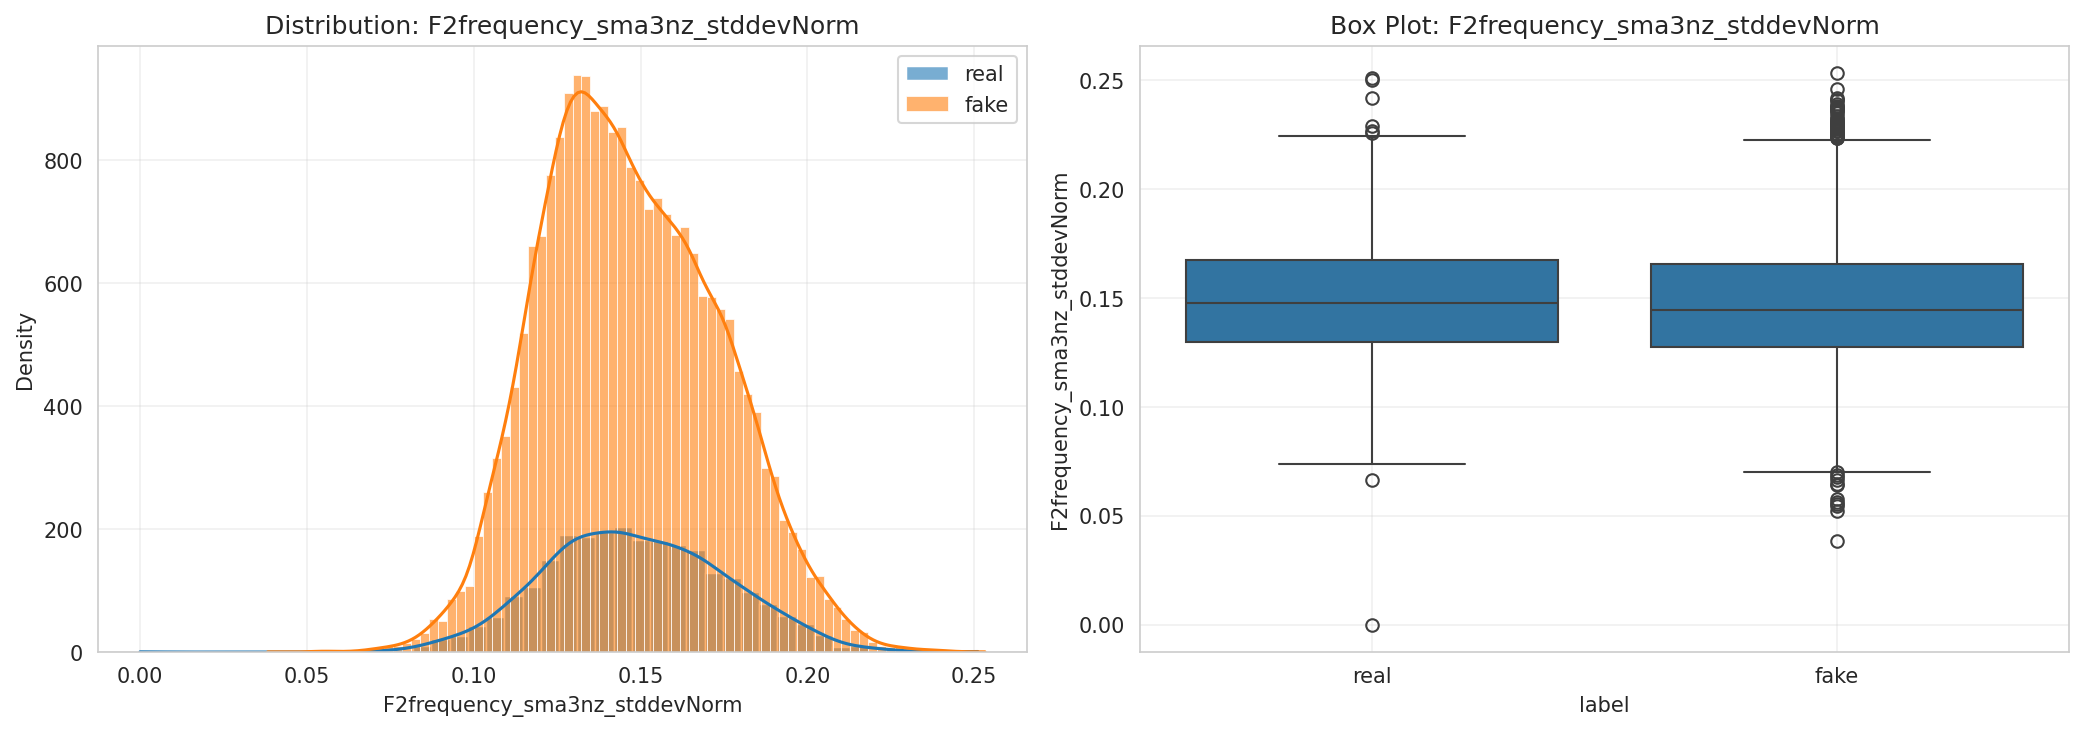 Distribution: F2frequency_sma3nz_stddevNorm
real
fake
Density
800
600
400
200
0
0.00 0.05 0.10 0.15 0.20 0.25
F2frequency_sma3nz_stddevNorm
Box Plot: F2frequency_sma3nz_stddevNorm
F2frequency_sma3nz_stddevNorm
0.25
0.20
0.15
0.10
0.05
0.00
real fake
label